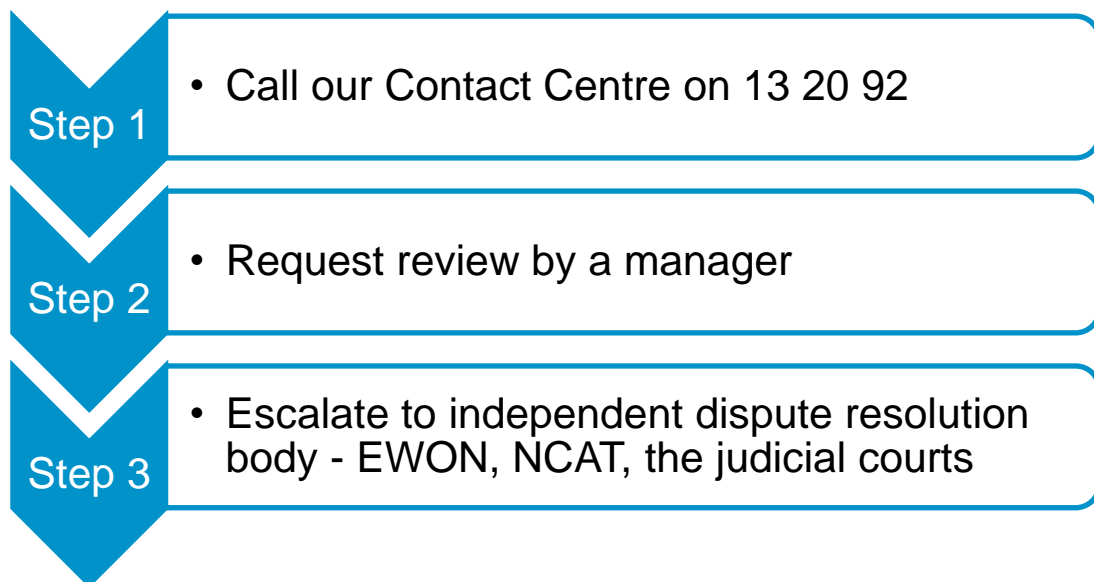 Step 1
• Call our Contact Centre on 13 20 92
Step 2
• Request review by a manager
Step 3
• Escalate to independent dispute resolution
body - EWON, NCAT, the judicial courts